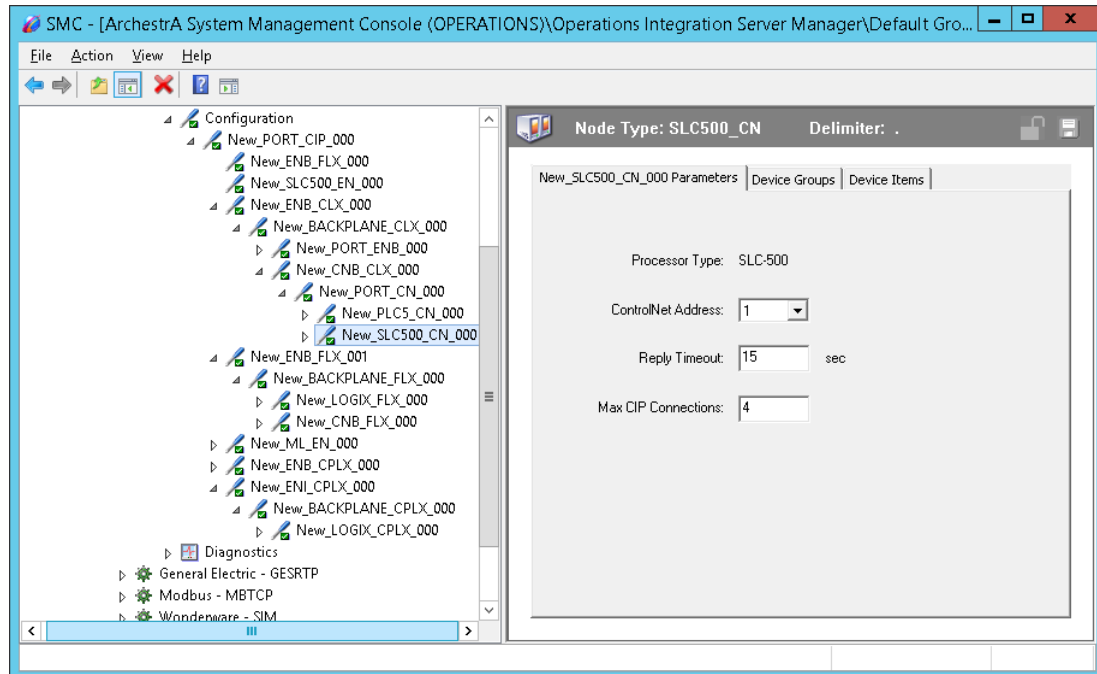 SMC - [ArchestrA System Management Console (OPERATIONS)\Operations Integration Server Manager\Default Gro...
File Action View Help
Configuration
New_PORT_CIP_000
New_ENB_FLX_000
New_SLC500_EN_000
New_ENB_CLX_000
New_BACKPLANE_CLX_000
New_PORT_ENB_000
New_CNB_CLX_000
New_PORT_CN_000
New_PLC5_CN_000
New_SLC500_CN_000
New_ENB_FLX_001
New_BACKPLANE_FLX_000
New_LOGIX_FLX_000
New_CNB_FLX_000
New_ML_EN_000
New_ENB_CPLX_000
New_ENI_CPLX_000
New_BACKPLANE_CPLX_000
New_LOGIX_CPLX_000
Diagnostics
General Electric - GESRTP
Modbus - MBTCP
Wonderware - SIM
Node Type: SLC500_CN Delimiter: .
New_SLC500_CN_000 Parameters Device Groups Device Items
Processor Type: SLC-500
ControlNet Address: 1
Reply Timeout: 15 sec
Max CIP Connections: 4